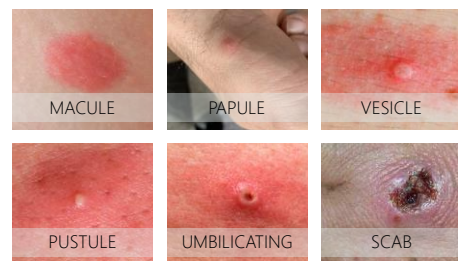 MACULE
PAPULE
VESICLE
PUSTULE
UMBILICATING
SCAB